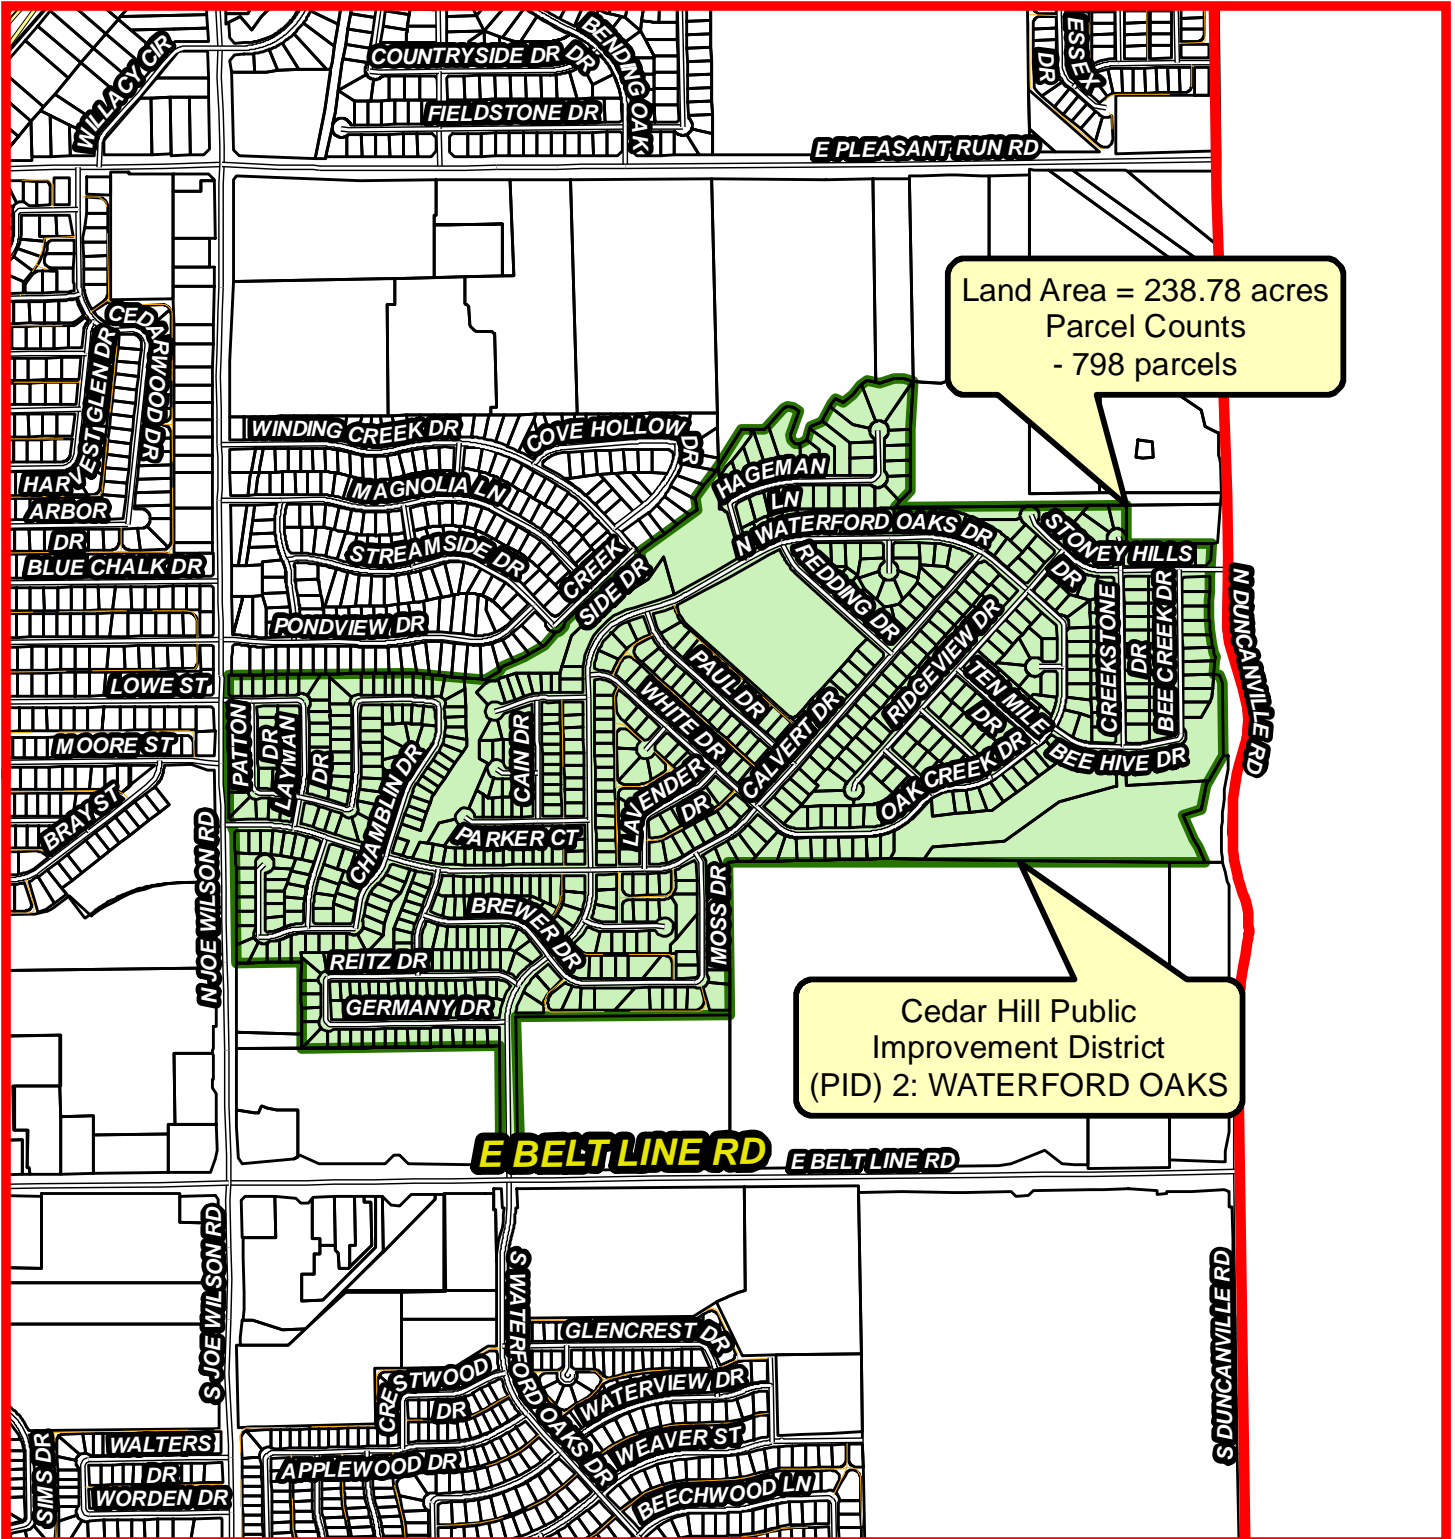 WILLACY CIR
COUNTRYSIDE DR
BENDING OAK
DR
FIELDSTONE DR
ESSEX
DR
E PLEASANT RUN RD
Land Area = 238.78 acres
Parcel Counts
- 798 parcels
CEDARWOOD DR
HARVEST GLEN DR
ARBOR
DR
BLUE CHALK DR
LOWE ST
MOORE ST
BRAY ST
WINDING CREEK DR
COVE HOLLOW
DR
MAGNOLIA LN
STREAMSIDE DR
CREEK
SIDE DR
PONDVIEW DR
HAGEMAN
LN
N WATERFORD OAKS DR
REDDING DR
STONEY HILLS
DR
CREEKSTONE
DR
BEE CREEK DR
N DUNCANVILLE RD
PATTON
DR
LAYMAN
DR
CHAMBLIN DR
CAIN DR
PARKER CT
PAUL DR
WHITE DR
LAVENDER
DR
CALVERT DR
RIDGEVIEW DR
TEN MILE
DR
OAK CREEK DR
BEE HIVE DR
N JOE WILSON RD
BREWER DR
MOSS DR
REITZ DR
GERMANY DR
Cedar Hill Public
Improvement District
(PID) 2: WATERFORD OAKS
E BELT LINE RD
E BELT LINE RD
S JOE WILSON RD
S WATERFORD OAKS DR
S DUNCANVILLE RD
GLENCREST DR
CRESTWOOD
DR
WATERVIEW DR
WEAVER ST
APPLEWOOD DR
BEECHWOOD LN
SIMS DR
WALTERS
DR
WORDEN DR